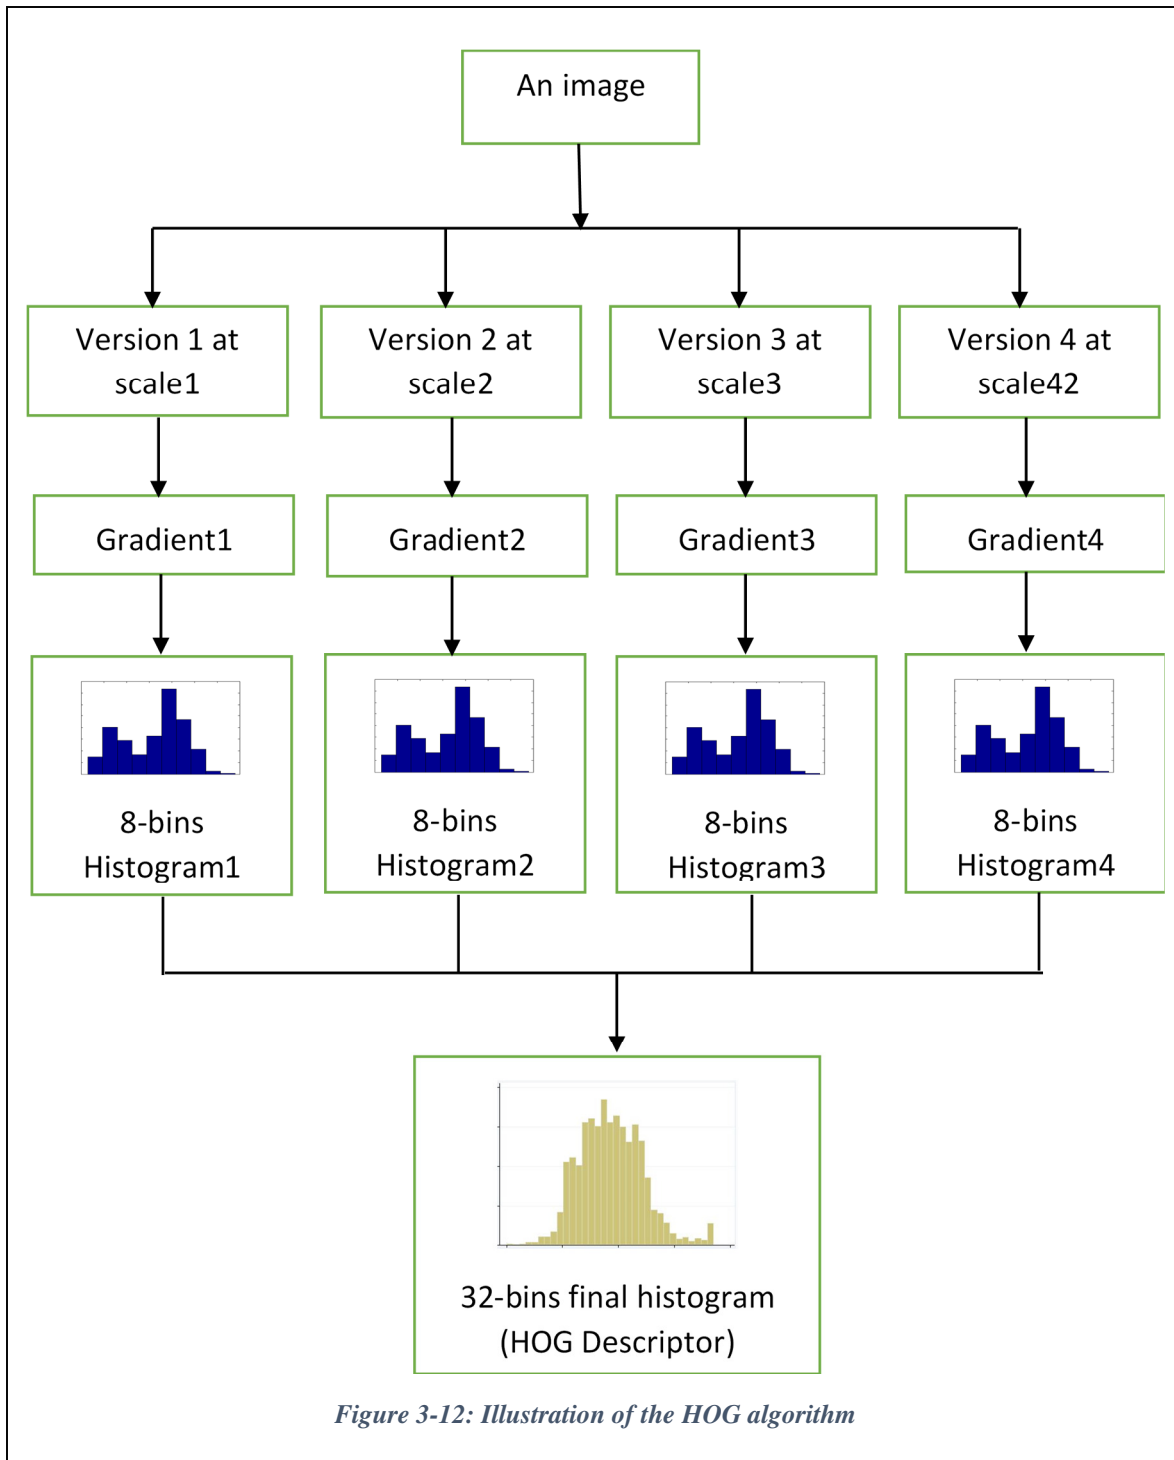 An image
Version 1 at
scale1
Version 2 at
scale2
Version 3 at
scale3
Version 4 at
scale42
Gradient1
Gradient2
Gradient3
Gradient4
8-bins
Histogram1
8-bins
Histogram2
8-bins
Histogram3
8-bins
Histogram4
32-bins final histogram
(HOG Descriptor)
Figure 3-12: Illustration of the HOG algorithm